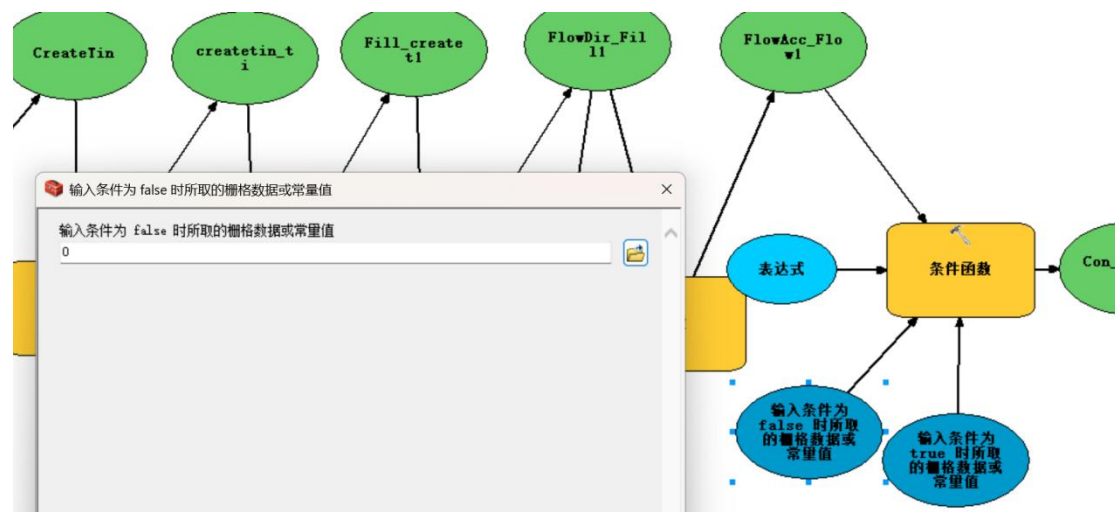 CreateTin
createtin_t
i
Fill_create
t1
FlowDir_Fil
l1
FlowAcc_Flo
w1
输入条件为 false 时所取的栅格数据或常量值
输入条件为 false 时所取的栅格数据或常量值
0
表达式
条件函数
Con_
输入条件为
false 时所取
的栅格数据或
常量值
输入条件为
true 时所取
的栅格数据或
常量值